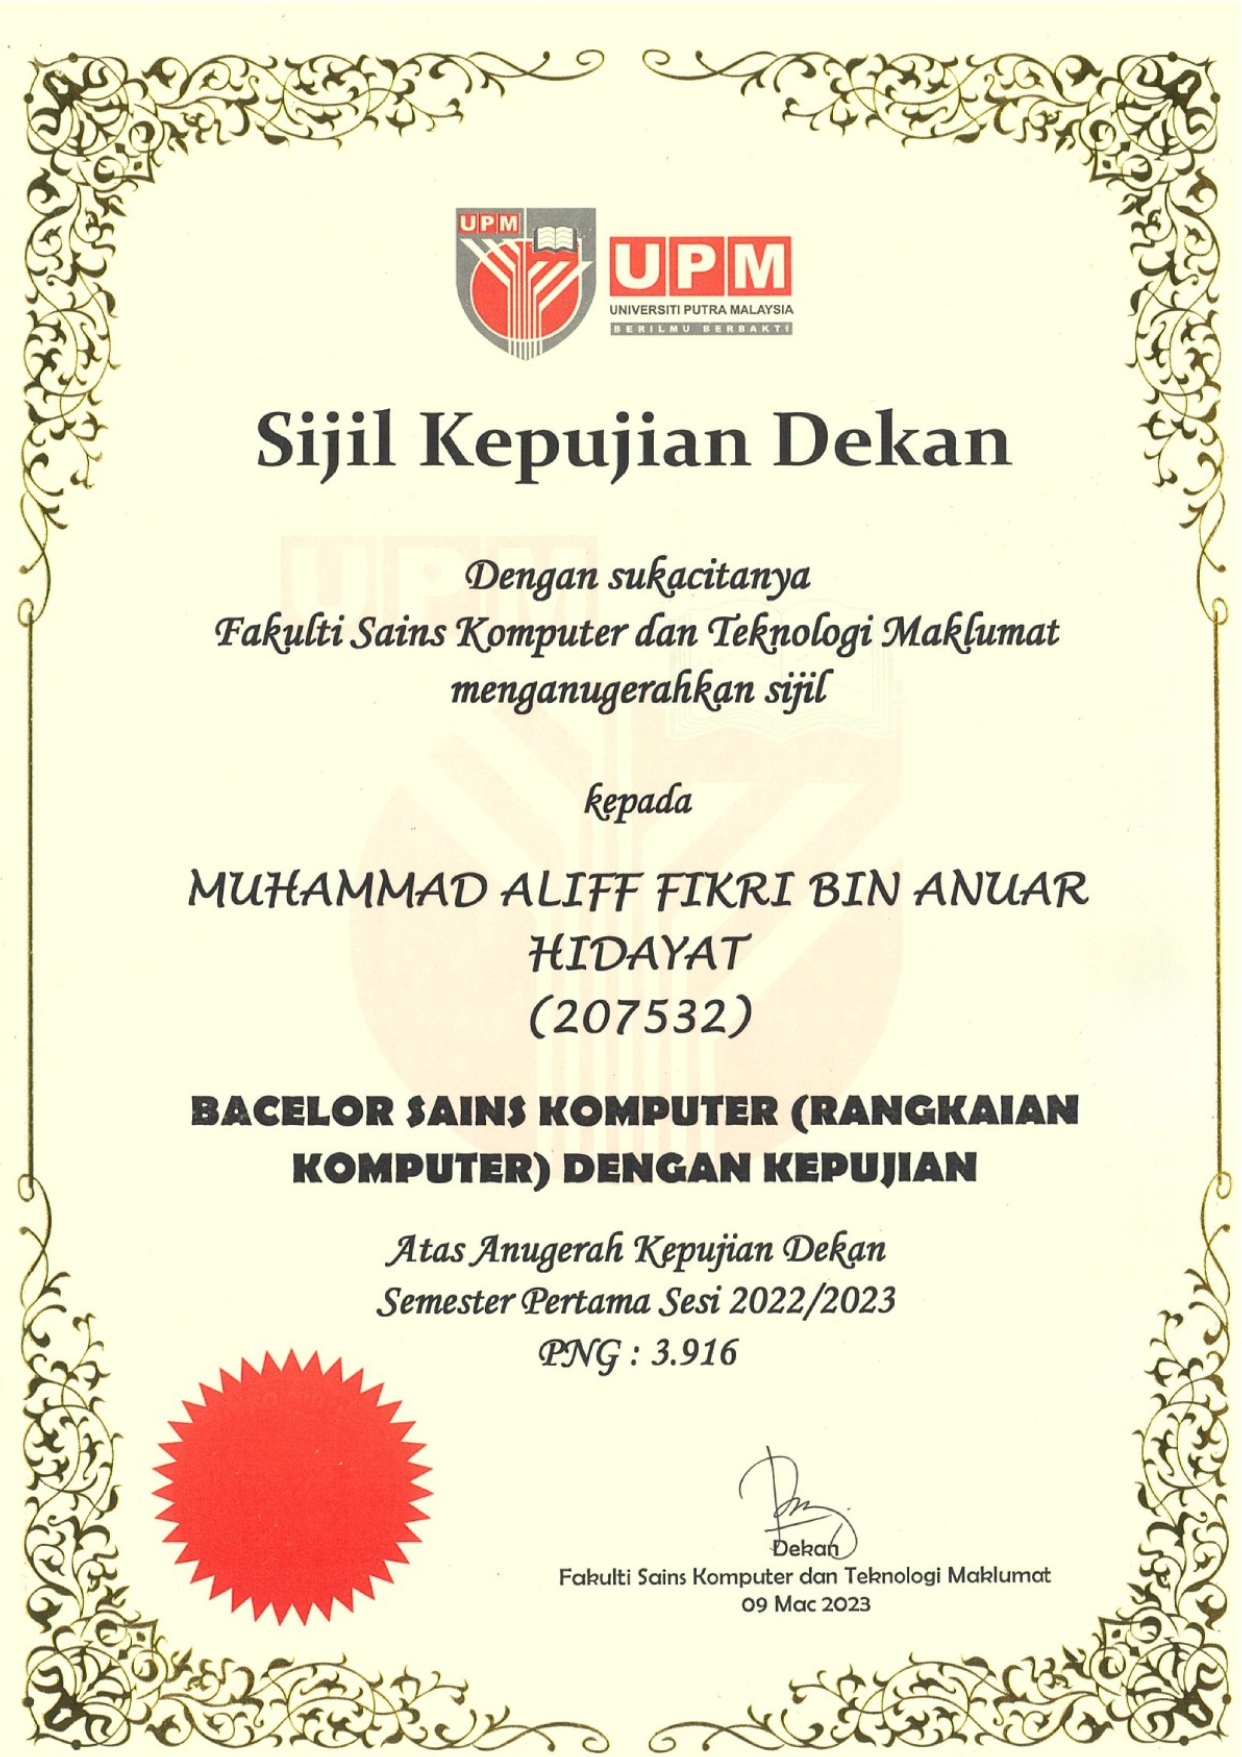 UPM
UPM
UNIVERSITI PUTRA MALAYSIA
BERILMU BERBAKTI
Sijil Kepujian Dekan
UPM
Dengan sukacitanya
Fakulti Sains Komputer dan Teknologi Maklumat
menganugerahkan sijil
kepada
MUHAMMAD ALIFF FIKRI BIN ANUAR
HIDAYAT
(207532)
BACELOR SAINS KOMPUTER (RANGKAIAN
KOMPUTER) DENGAN KEPUJIAN
Atas Anugerah Kepujian Dekan
Semester Pertama Sesi 2022/2023
PNG : 3.916
Dekan
Fakulti Sains Komputer dan Teknologi Maklumat
09 Mac 2023